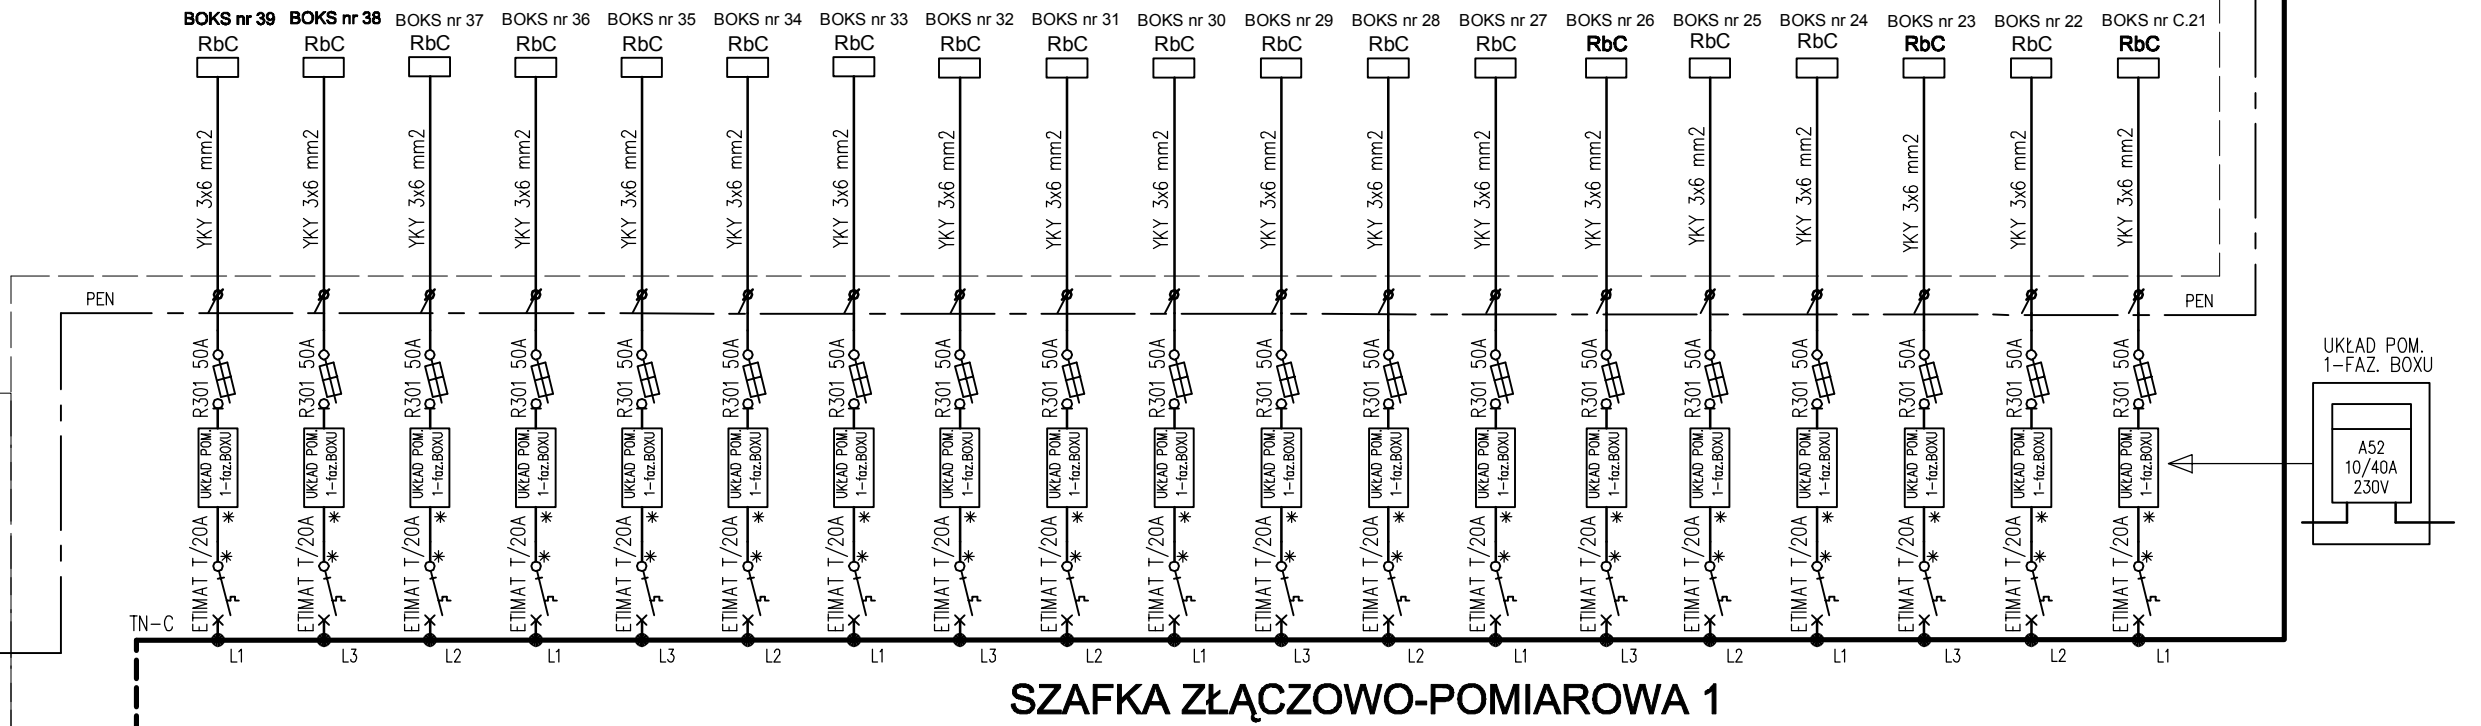 BOKS nr 39 BOKS nr 38 BOKS nr 37 BOKS nr 36 BOKS nr 35 BOKS nr 34 BOKS nr 33 BOKS nr 32 BOKS nr 31 BOKS nr 30 BOKS nr 29 BOKS nr 28 BOKS nr 27 BOKS nr 26 BOKS nr 25 BOKS nr 24 BOKS nr 23 BOKS nr 22 BOKS nr C.21
RbC RbC RbC RbC RbC RbC RbC RbC RbC RbC RbC RbC RbC RbC RbC RbC RbC RbC RbC
YKY 3x6 mm2 YKY 3x6 mm2 YKY 3x6 mm2 YKY 3x6 mm2 YKY 3x6 mm2 YKY 3x6 mm2 YKY 3x6 mm2 YKY 3x6 mm2 YKY 3x6 mm2 YKY 3x6 mm2 YKY 3x6 mm2 YKY 3x6 mm2 YKY 3x6 mm2 YKY 3x6 mm2 YKY 3x6 mm2 YKY 3x6 mm2 YKY 3x6 mm2 YKY 3x6 mm2 YKY 3x6 mm2
PEN PEN
R301 50A R301 50A R301 50A R301 50A R301 50A R301 50A R301 50A R301 50A R301 50A R301 50A R301 50A R301 50A R301 50A R301 50A R301 50A R301 50A R301 50A R301 50A R301 50A
UKŁAD POM.
1-FAZ. BOXU
UKŁAD POM. UKŁAD POM. UKŁAD POM. UKŁAD POM. UKŁAD POM. UKŁAD POM. UKŁAD POM. UKŁAD POM. UKŁAD POM. UKŁAD POM. UKŁAD POM. UKŁAD POM. UKŁAD POM. UKŁAD POM. UKŁAD POM. UKŁAD POM. UKŁAD POM. UKŁAD POM. UKŁAD POM.
1-faz.BOXU 1-faz.BOXU 1-faz.BOXU 1-faz.BOXU 1-faz.BOXU 1-faz.BOXU 1-faz.BOXU 1-faz.BOXU 1-faz.BOXU 1-faz.BOXU 1-faz.BOXU 1-faz.BOXU 1-faz.BOXU 1-faz.BOXU 1-faz.BOXU 1-faz.BOXU 1-faz.BOXU 1-faz.BOXU 1-faz.BOXU
A52
10/40A
230V
ETIMAT T/20A ETIMAT T/20A ETIMAT T/20A ETIMAT T/20A ETIMAT T/20A ETIMAT T/20A ETIMAT T/20A ETIMAT T/20A ETIMAT T/20A ETIMAT T/20A ETIMAT T/20A ETIMAT T/20A ETIMAT T/20A ETIMAT T/20A ETIMAT T/20A ETIMAT T/20A ETIMAT T/20A ETIMAT T/20A ETIMAT T/20A
TN-C
L1 L3 L2 L1 L3 L2 L1 L3 L2 L1 L3 L2 L1 L3 L2 L1 L3 L2 L1
SZAFKA ZŁĄCZOWO-POMIAROWA 1